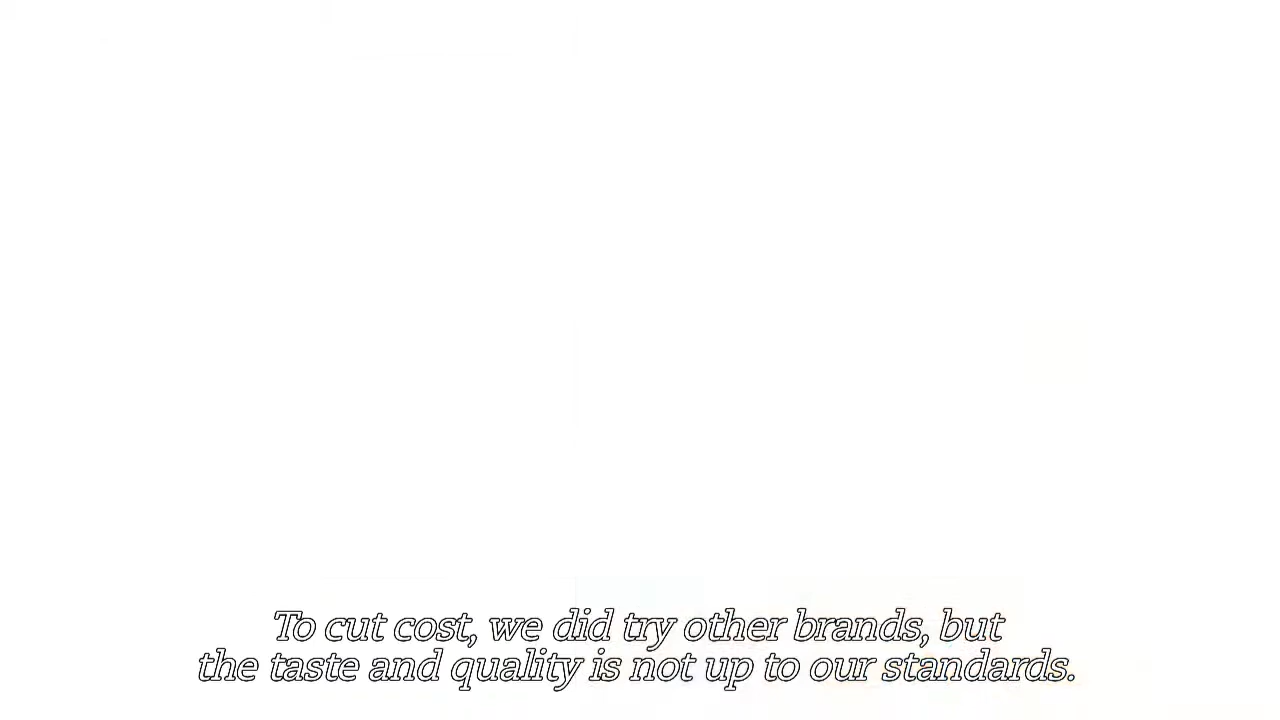 To cut cost, we did try other brands, but
the taste and quality is not up to our standards.